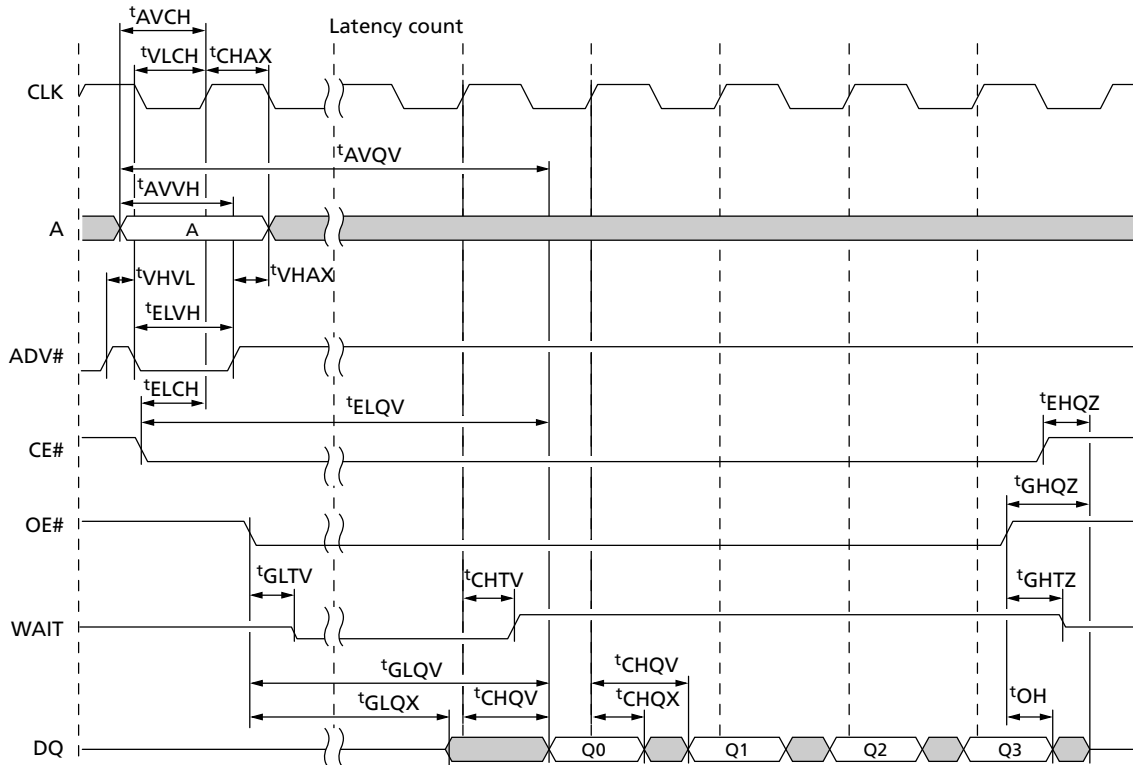 tAVCH
Latency count
tVLCH tCHAX
CLK
tAVQV
tAVVH
A A
tVHVL tVHAX
tELVH
ADV#
tELCH
tELQV tEHQZ
CE#
tGHQZ
OE#
tGLTV tCHTV tGHTZ
WAIT
tGLQV tCHQV
tGLQX tCHQV tCHQX tOH
DQ Q0 Q1 Q2 Q3